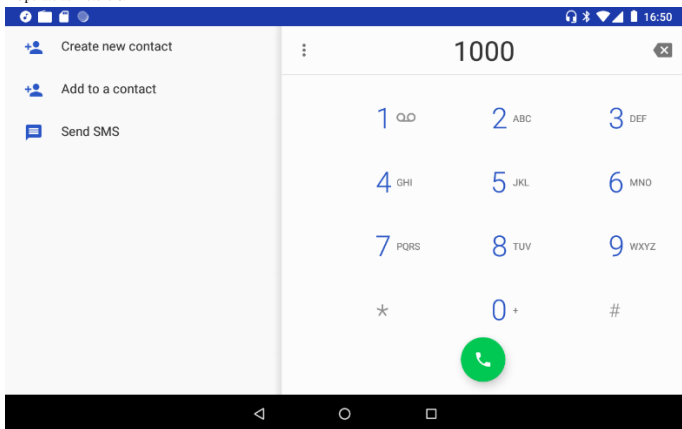 16:50
Create new contact
Add to a contact
Send SMS
1000
1 2 ABC 3 DEF
4 GHI 5 JKL 6 MNO
7 PQRS 8 TUV 9 WXYZ
* 0 + #